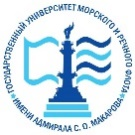 ГОСУДАРСТВЕННЫЙ УНИВЕРСИТЕТ МОРСКОГО И РЕЧНОГО ФЛОТА
ИМЕНИ АДМИРАЛА С. О. МАКАРОВА